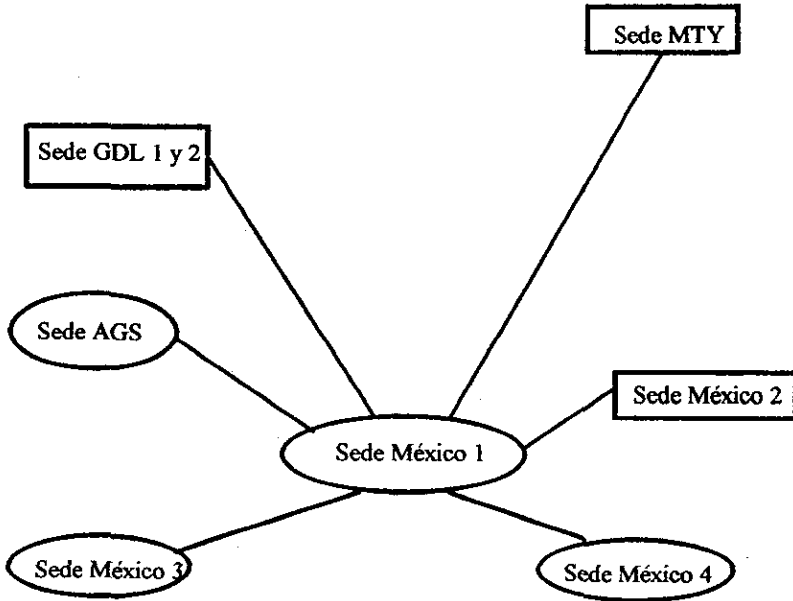 Sede MTY
Sede GDL 1 y 2
Sede AGS
Sede México 2
Sede México 1
Sede México 3
Sede México 4